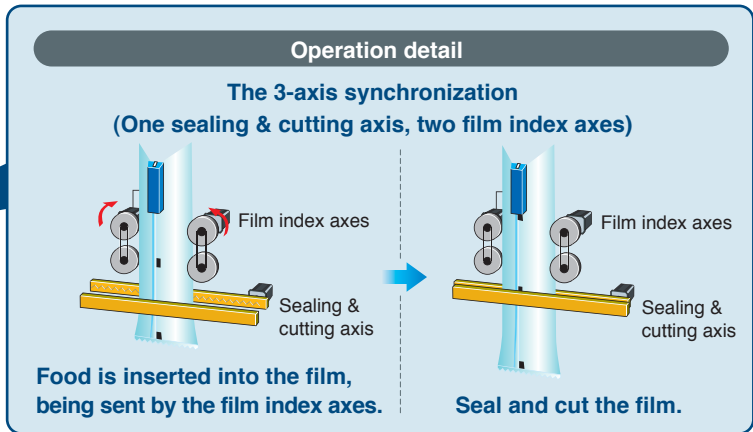 Operation detail
The 3-axis synchronization
(One sealing & cutting axis, two film index axes)
Film index axes
Sealing &
cutting axis
Food is inserted into the film,
being sent by the film index axes.
Film index axes
Sealing &
cutting axis
Seal and cut the film.